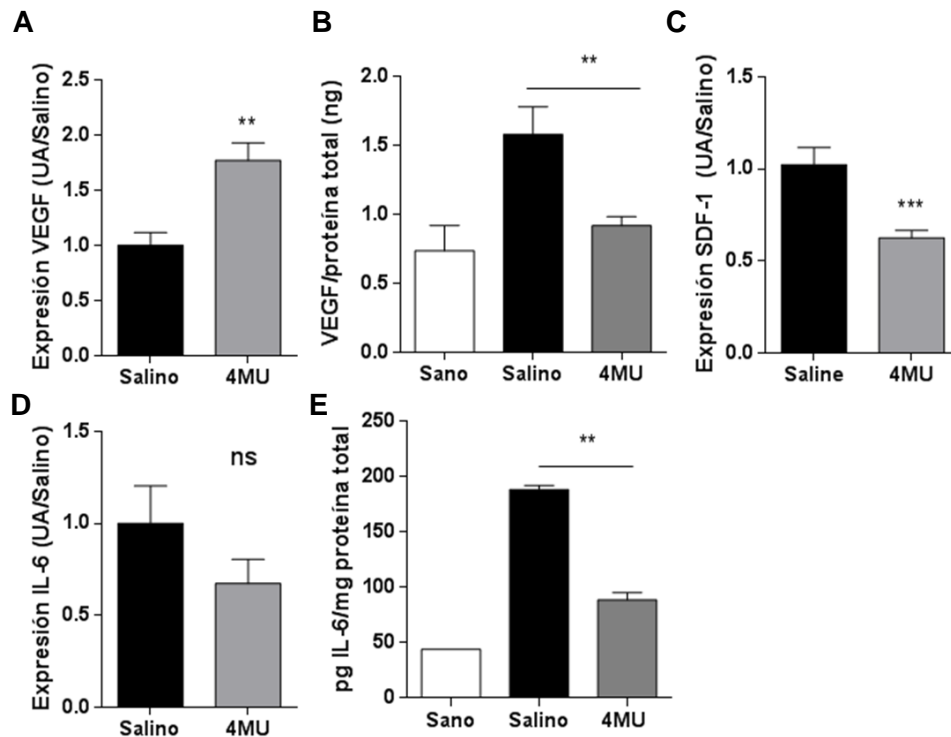 A
Expresión VEGF (UA/Salino)
2.5
2.0
1.5
1.0
0.5
0.0
**
Salino 4MU
B
VEGF/proteína total (ng)
2.0
1.5
1.0
0.5
0.0
**
Sano Salino 4MU
C
Expresión SDF-1 (UA/Salino)
1.5
1.0
0.5
0.0
***
Saline 4MU
D
Expresión IL-6 (UA/Salino)
1.5
1.0
0.5
0.0
ns
Salino 4MU
E
pg IL-6/mg proteína total
250
200
150
100
50
0
**
Sano Salino 4MU